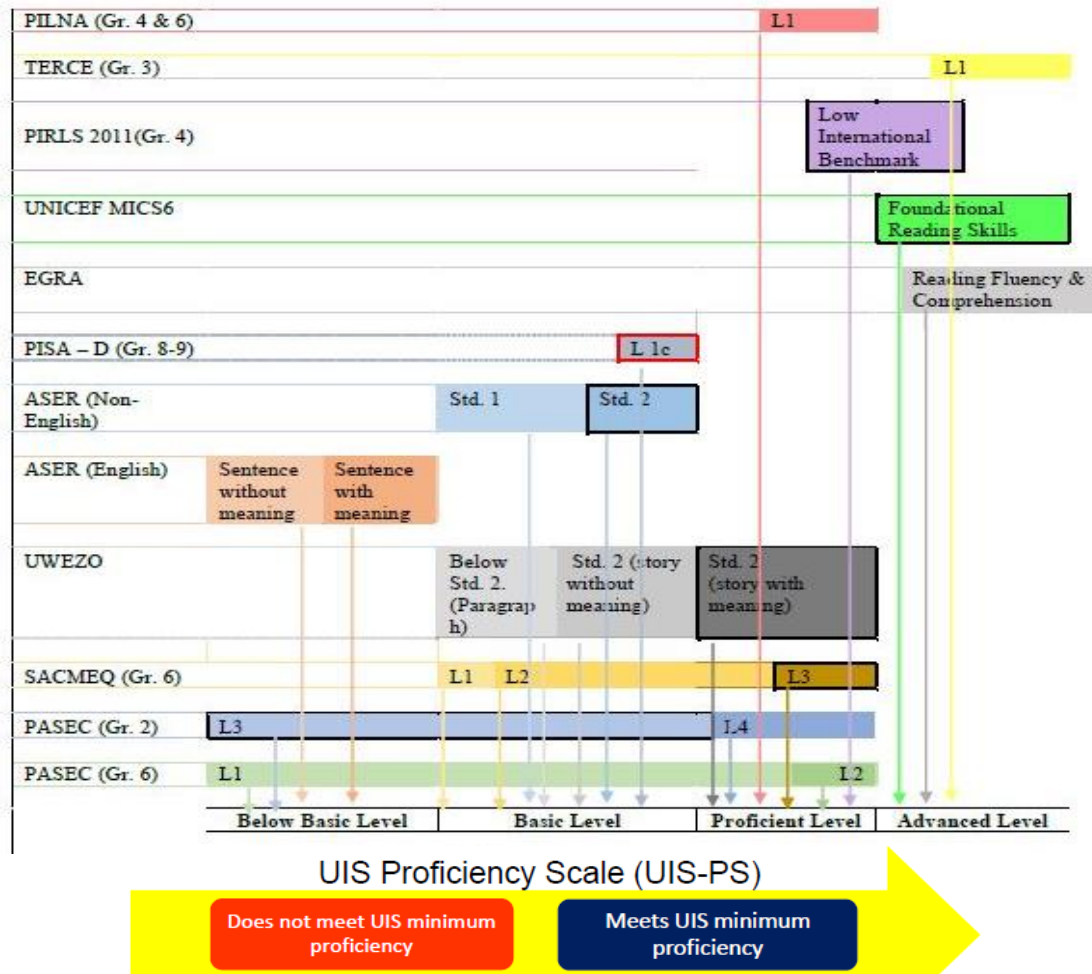 PILNA (Gr. 4 & 6)
L1
TERCE (Gr. 3)
L1
PIRLS 2011(Gr. 4)
Low
International
Benchmark
UNICEF MICS6
Foundational
Reading Skills
EGRA
Reading Fluency &
Comprehension
PISA – D (Gr. 8-9)
L 1c
ASER (Non-
English)
Std. 1
Std. 2
ASER (English)
Sentence
without
meaning
Sentence
with
meaning
UWEZO
Below
Std. 2.
(Paragrap
h)
Std. 2 (story
without
meaning)
Std. 2
(story with
meaning)
SACMEQ (Gr. 6)
L1
L2
L3
PASEC (Gr. 2)
L3
L4
PASEC (Gr. 6)
L1
L2
Below Basic Level
Basic Level
Proficient Level
Advanced Level
UIS Proficiency Scale (UIS-PS)
Does not meet UIS minimum
proficiency
Meets UIS minimum
proficiency